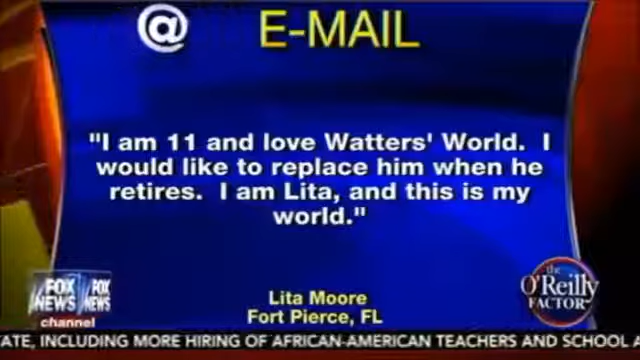 @ E-MAIL
"I am 11 and love Watters' World. I
would like to replace him when he
retires. I am Lita, and this is my
world."
Lita Moore
Fort Pierce, FL
FOX
NEWS
channel
FOX
NEWS
the
O'Reilly
FACTOR
ATE, INCLUDING MORE HIRING OF AFRICAN-AMERICAN TEACHERS AND SCHOOL A